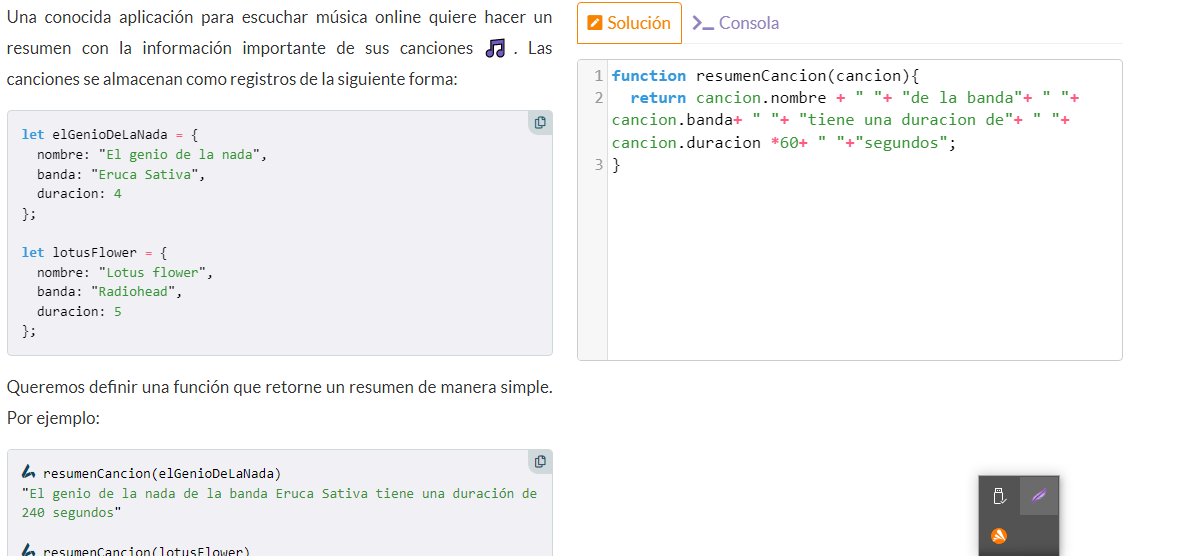 Una conocida aplicación para escuchar música online quiere hacer un
resumen con la información importante de sus canciones 🎵 . Las
canciones se almacenan como registros de la siguiente forma:
let elGenioDeLaNada = {
  nombre: "El genio de la nada",
  banda: "Eruca Sativa",
  duracion: 4
};
let lotusFlower = {
  nombre: "Lotus flower",
  banda: "Radiohead",
  duracion: 5
};
Queremos definir una función que retorne un resumen de manera simple.
Por ejemplo:
resumenCancion(elGenioDeLaNada)
"El genio de la nada de la banda Eruca Sativa tiene una duración de
240 segundos"
resumenCancion(lotusFlower)
Solución
Consola
1 function resumenCancion(cancion){
2   return cancion.nombre + " "+ "de la banda"+ " "+
cancion.banda+ " "+ "tiene una duracion de"+ " "+
cancion.duracion *60+ " "+"segundos";
3 }